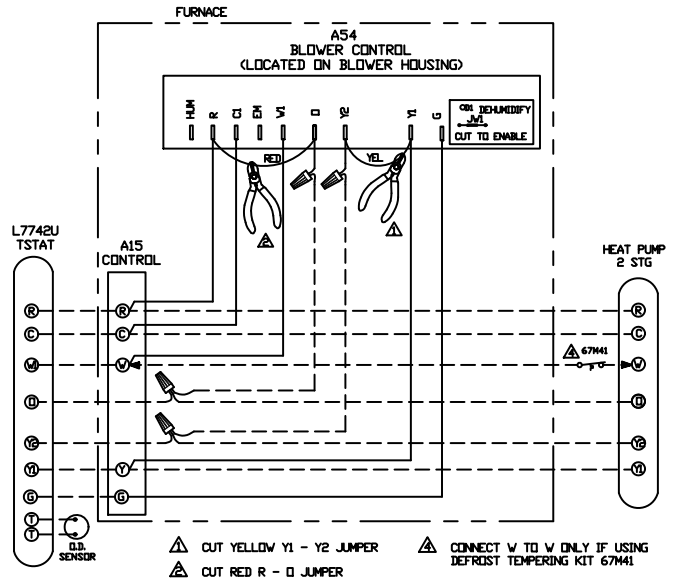 FURNACE
A54
BLOWER CONTROL
(LOCATED ON BLOWER HOUSING)
HUM R C1 EM W1 O Y2 Y1 G
OD1 DEHUMIDIFY
JW1
CUT TO ENABLE
RED YEL
2 1
L7742U
TSTAT
A15
CONTROL
HEAT PUMP
2 STG
R R R
C C C
4 67M41
W1 W W
P
O O
Y2 Y2
Y1 Y Y1
G G
T
T
O.D.
SENSOR
1 CUT YELLOW Y1 - Y2 JUMPER
2 CUT RED R - O JUMPER
4 CONNECT W TO W ONLY IF USING
DEFROST TEMPERING KIT 67M41